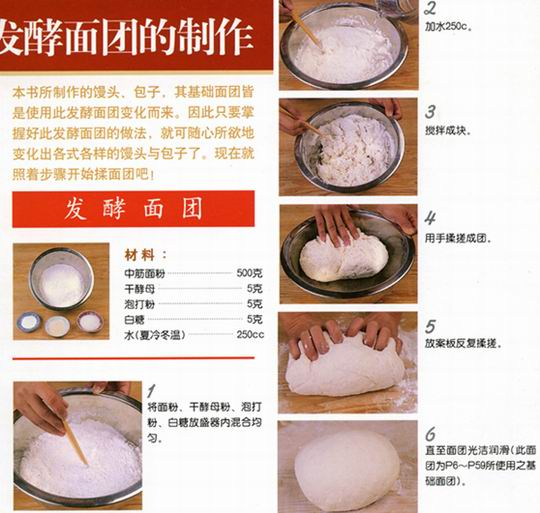 发酵面团的制作
本书所制作的馒头、包子，其基础面团皆
是使用此发酵面团变化而来。因此只要掌
握好此发酵面团的做法，就可随心所欲地
变化出各式各样的馒头与包子了。现在就
照着步骤开始揉面团吧！
发酵面团
材料：
中筋面粉 500克
干酵母 5克
泡打粉 5克
白糖 5克
水(夏冷冬温) 250cc
1
将面粉、干酵母粉、泡打
粉、白糖放盛器内混合均
匀。
2
加水250c。
3
搅拌成块。
4
用手揉搓成团。
5
放案板反复揉搓。
6
直至面团光洁润滑(此面
团为P6～P59所使用之基
础面团)。